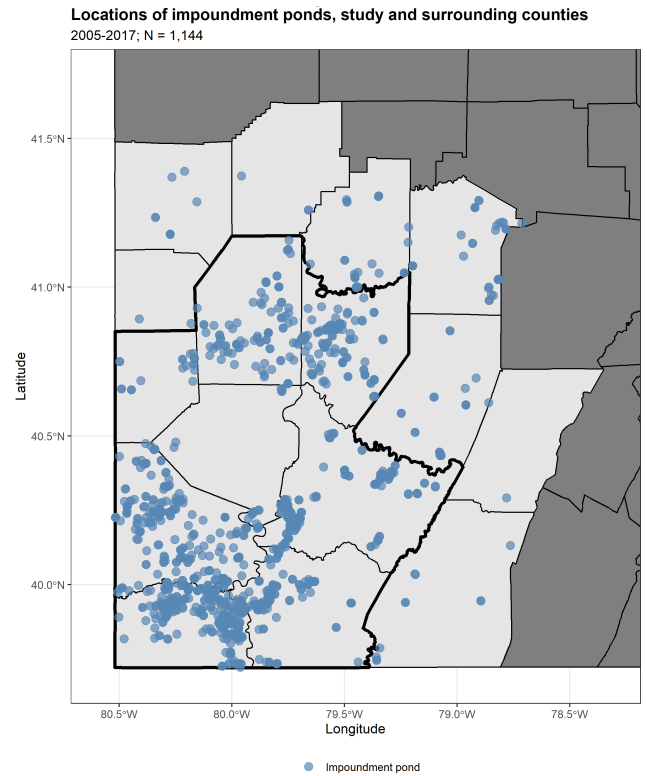 Locations of impoundment ponds, study and surrounding counties
2005-2017; N = 1,144
41.5°N
41.0°N
40.5°N
40.0°N
Latitude
80.5°W 80.0°W 79.5°W 79.0°W 78.5°W
Longitude
Impoundment pond